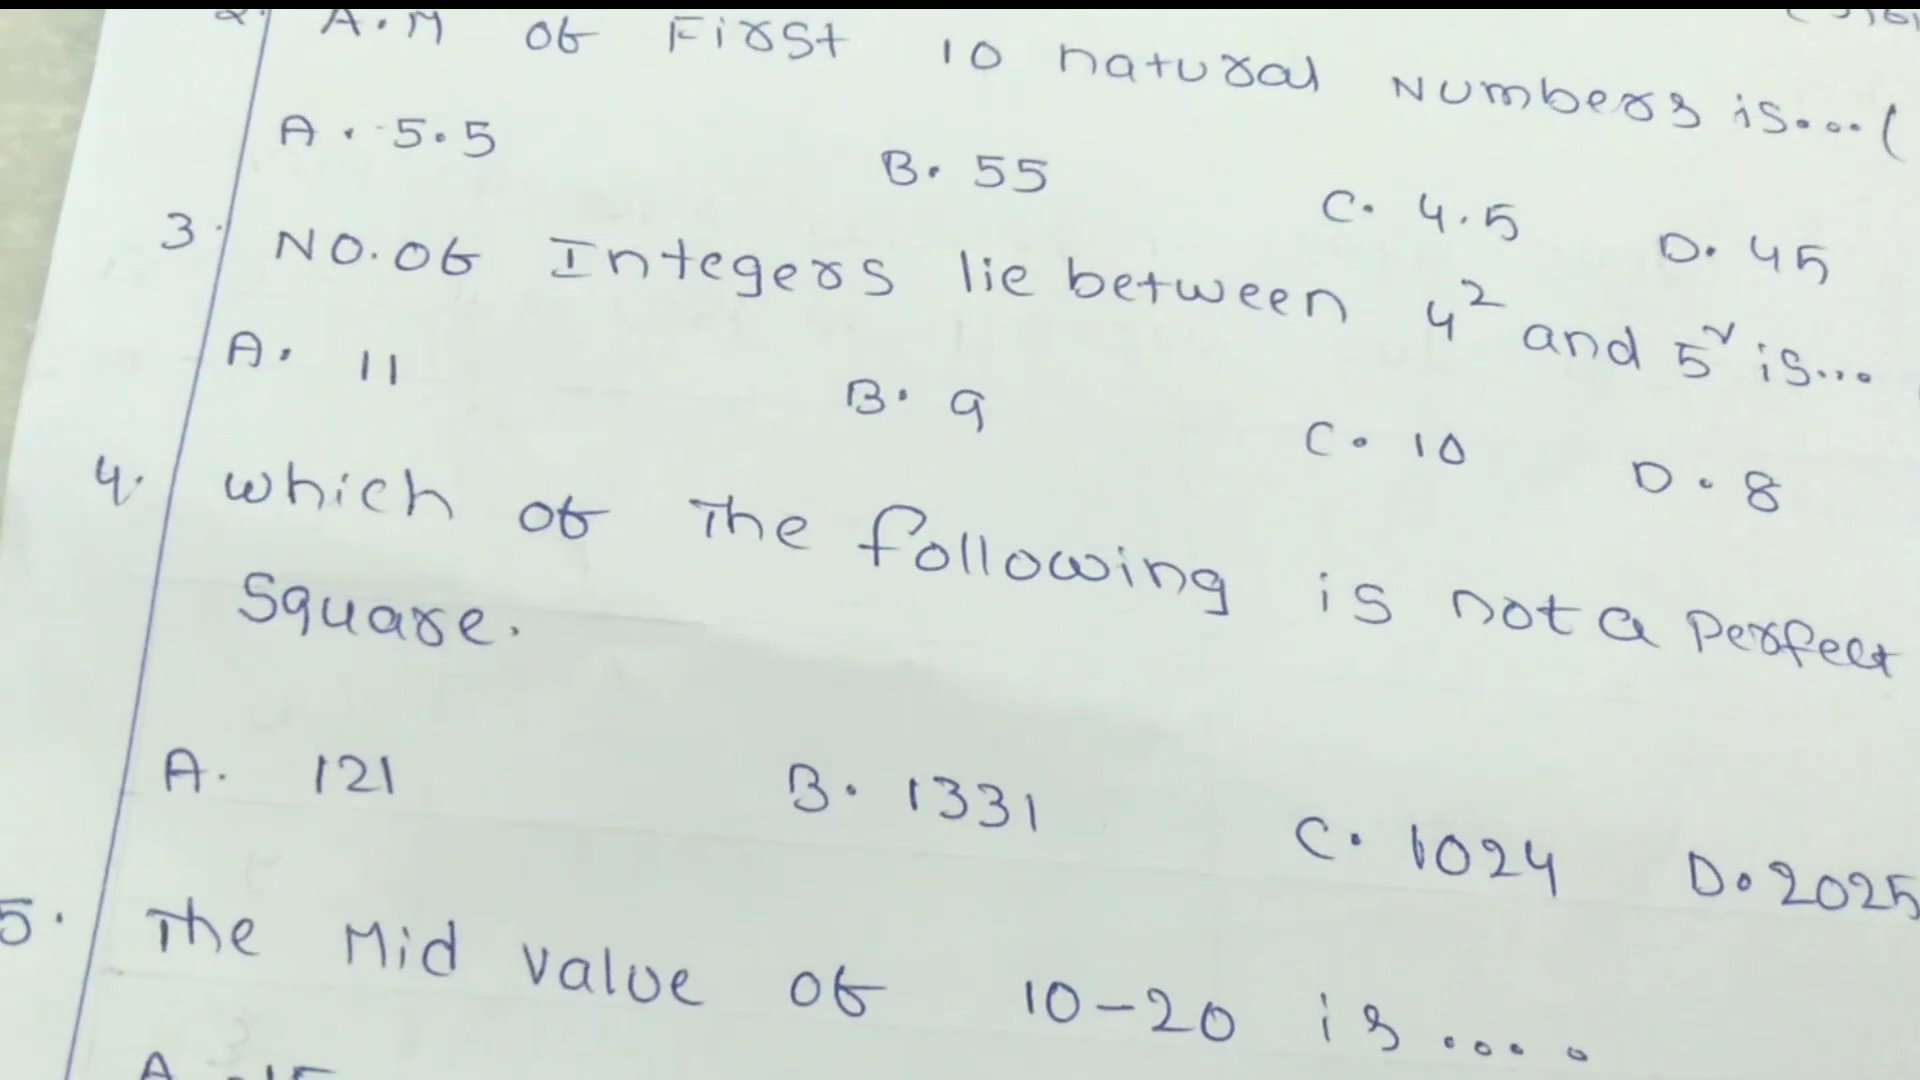 2. A.M of First 10 natural Numbers is...(
A. 5.5 B. 55 C. 4.5 D. 45
3. No. of Integers lie between 4² and 5² is...
A. 11 B. 9 C. 10 D. 8
4. which of The following is not a Perfect
Square.
A. 121 B. 1331 C. 1024 D. 2025
5. The Mid value of 10-20 is....
A. 15